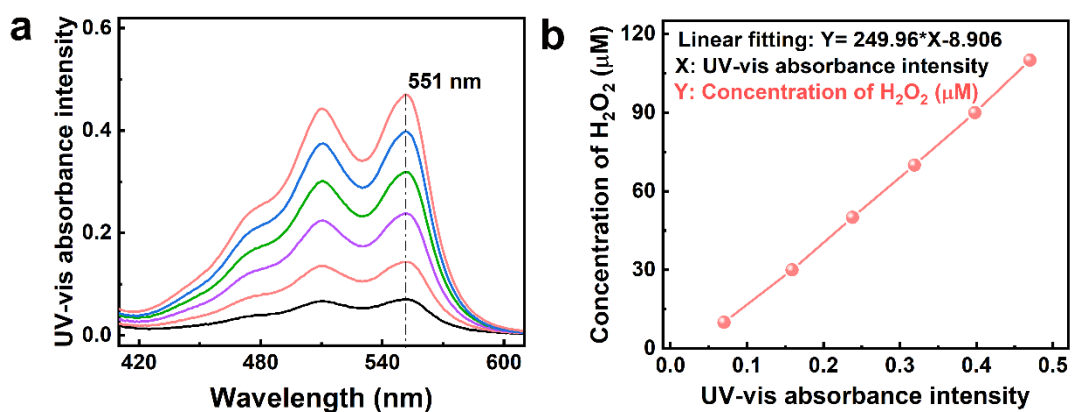 a
UV-vis absorbance intensity
0.6
0.4
0.2
0.0
551 nm
420
480
540
600
Wavelength (nm)
b
Concentration of H₂O₂ (μM)
120
90
60
30
0
Linear fitting: Y= 249.96*X-8.906
X: UV-vis absorbance intensity
Y: Concentration of H₂O₂ (μM)
0.0
0.1
0.2
0.3
0.4
0.5
UV-vis absorbance intensity